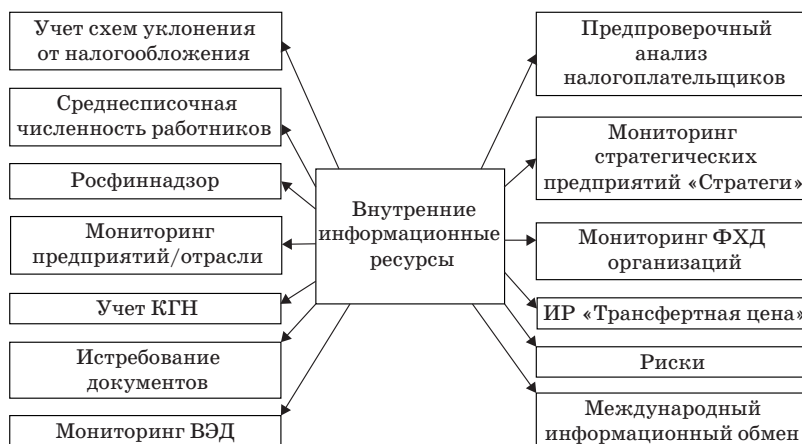 Учет схем уклонения
от налогообложения
Среднесписочная
численность работников
Росфиннадзор
Мониторинг
предприятий/отрасли
Учет КГН
Истребование
документов
Мониторинг ВЭД
Внутренние
информационные
ресурсы
Предпроверочный
анализ
налогоплательщиков
Мониторинг
стратегических
предприятий «Стратеги»
Мониторинг ФХД
организаций
ИР «Трансфертная цена»
Риски
Международный
информационный обмен